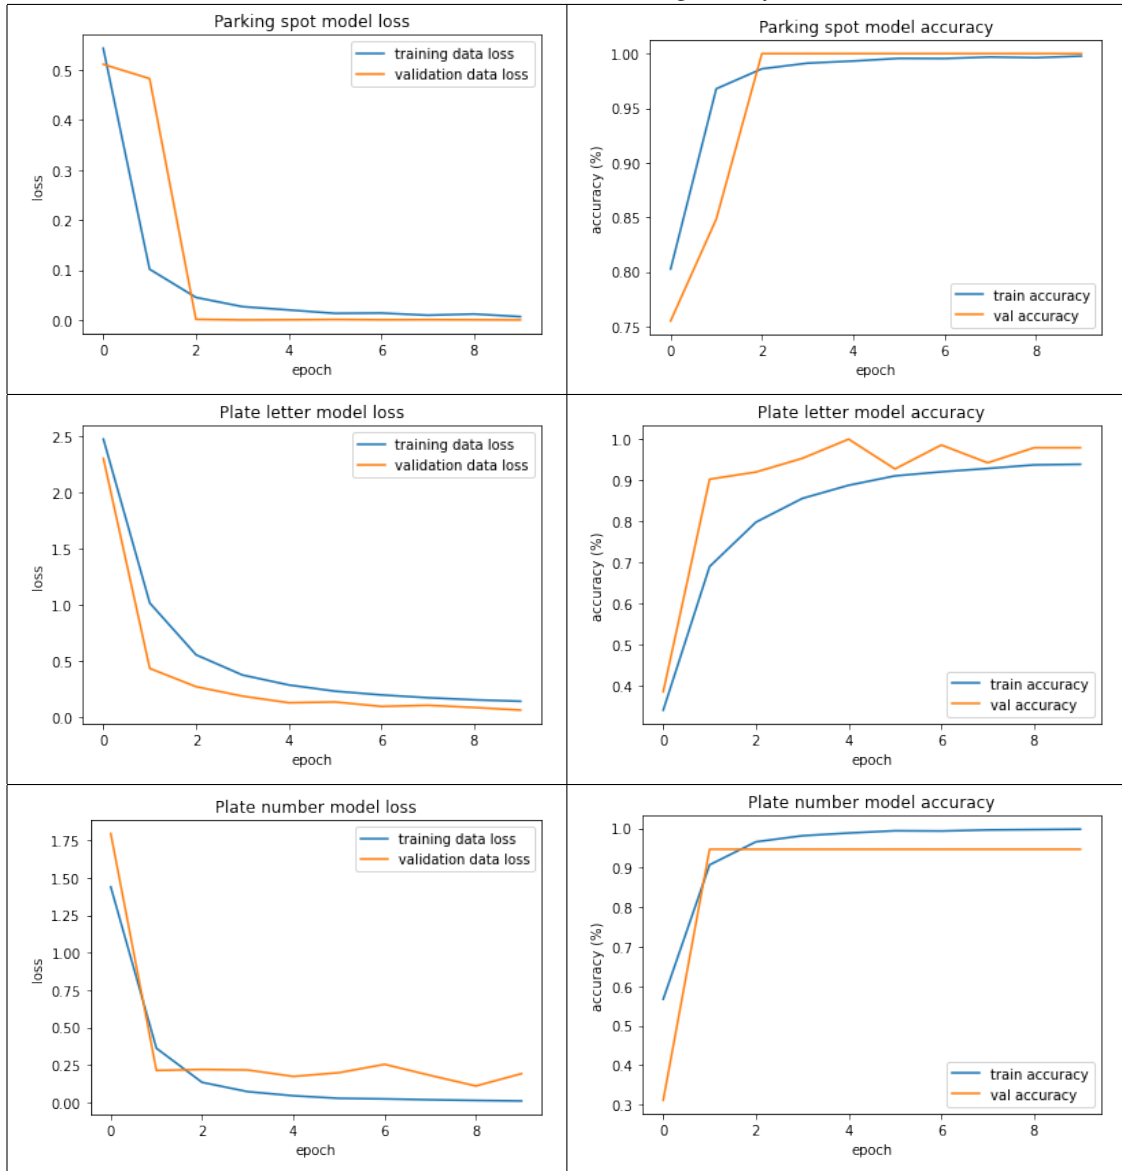 Parking spot model loss
training data loss
validation data loss
0.5
0.4
0.3
0.2
0.1
0.0
loss
0 2 4 6 8
epoch
Parking spot model accuracy
1.00
0.95
0.90
0.85
0.80
0.75
accuracy (%)
train accuracy
val accuracy
0 2 4 6 8
epoch
Plate letter model loss
training data loss
validation data loss
2.5
2.0
1.5
1.0
0.5
0.0
loss
0 2 4 6 8
epoch
Plate letter model accuracy
1.0
0.9
0.8
0.7
0.6
0.5
0.4
accuracy (%)
train accuracy
val accuracy
0 2 4 6 8
epoch
Plate number model loss
training data loss
validation data loss
1.75
1.50
1.25
1.00
0.75
0.50
0.25
0.00
loss
0 2 4 6 8
epoch
Plate number model accuracy
1.0
0.9
0.8
0.7
0.6
0.5
0.4
0.3
accuracy (%)
train accuracy
val accuracy
0 2 4 6 8
epoch